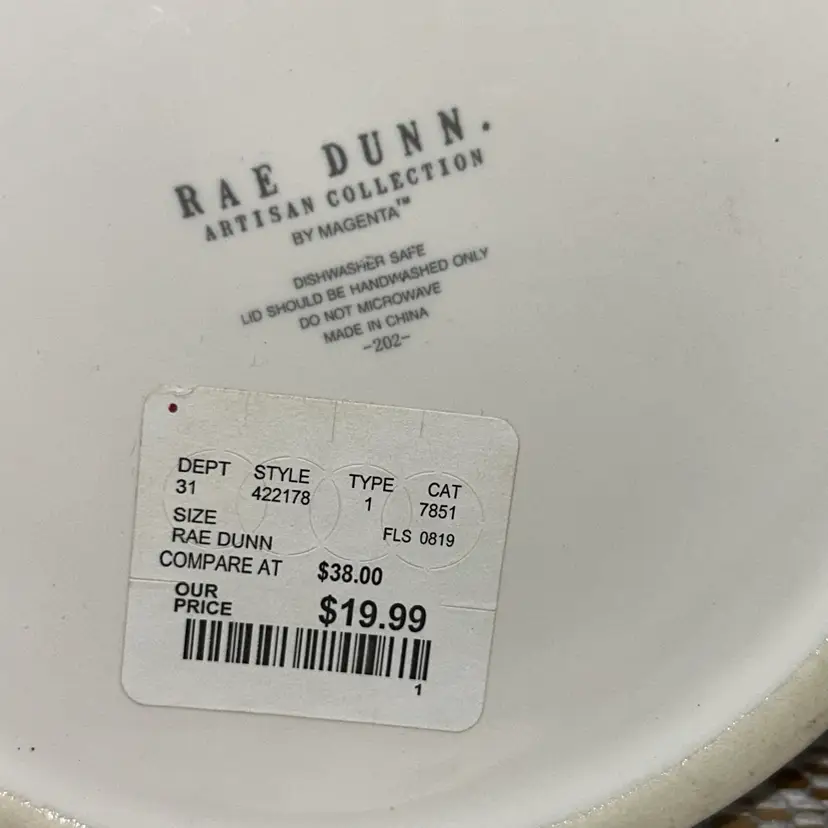 RAE DUNN.
ARTISAN COLLECTION
BY MAGENTA™
DISHWASHER SAFE
LID SHOULD BE HANDWASHED ONLY
DO NOT MICROWAVE
MADE IN CHINA
-202-
DEPT STYLE TYPE CAT
31 422178 1 7851
SIZE FLS 0819
RAE DUNN
COMPARE AT $38.00
OUR
PRICE $19.99
1